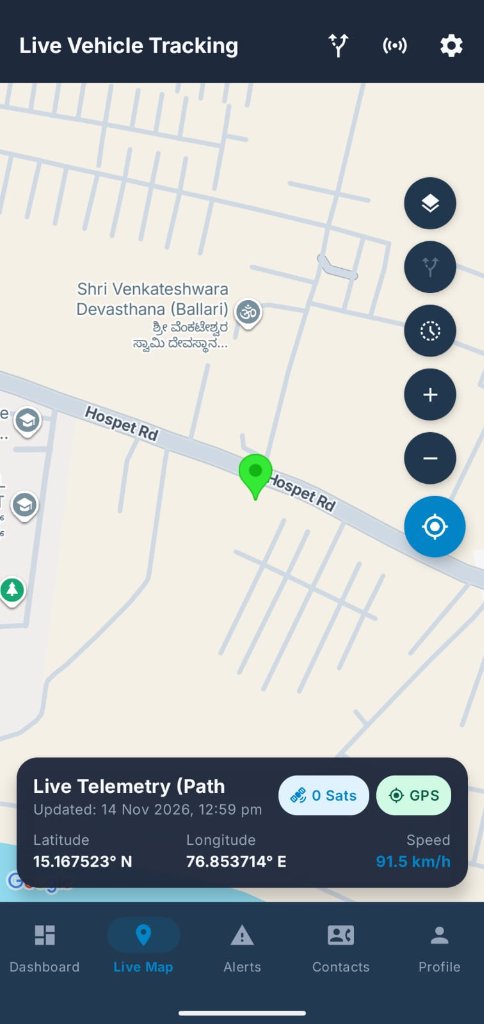 Live Vehicle Tracking
Shri Venkateshwara
Devasthana (Ballari)
ಶ್ರೀ ವೆಂಕಟೇಶ್ವರ
ಸ್ವಾಮಿ ದೇವಸ್ಥಾನ...
Hospet Rd
Hospet Rd
Live Telemetry (Path
0 Sats
GPS
Updated: 14 Nov 2026, 12:59 pm
Latitude
Longitude
Speed
15.167523° N
76.853714° E
91.5 km/h
Google
Dashboard
Live Map
Alerts
Contacts
Profile